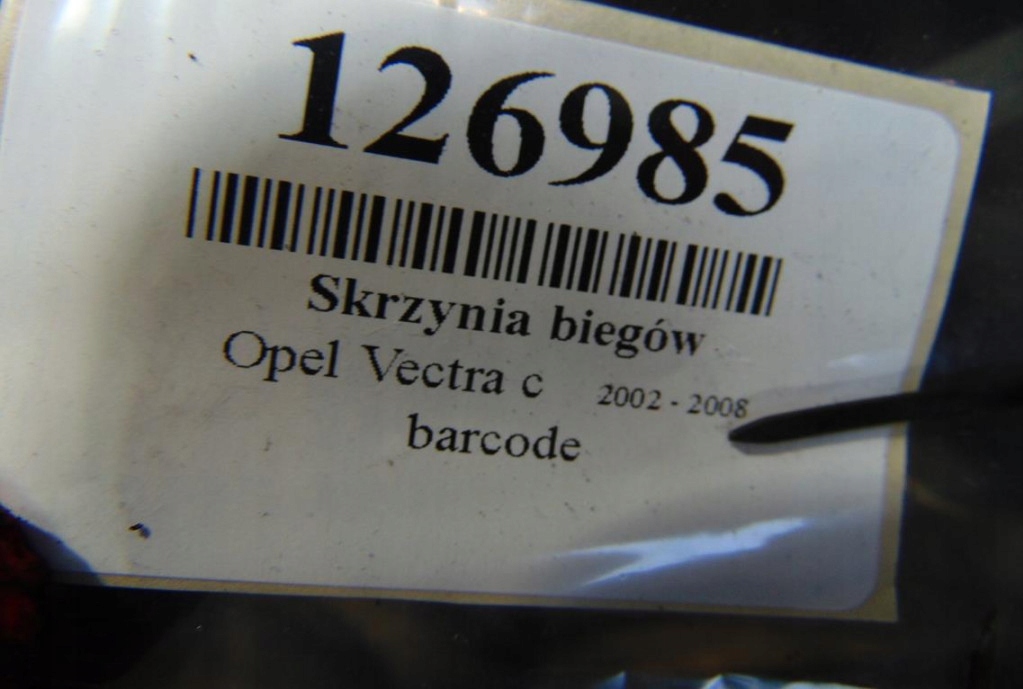 126985
Skrzynia biegów
Opel Vectra c 2002 - 2008
barcode